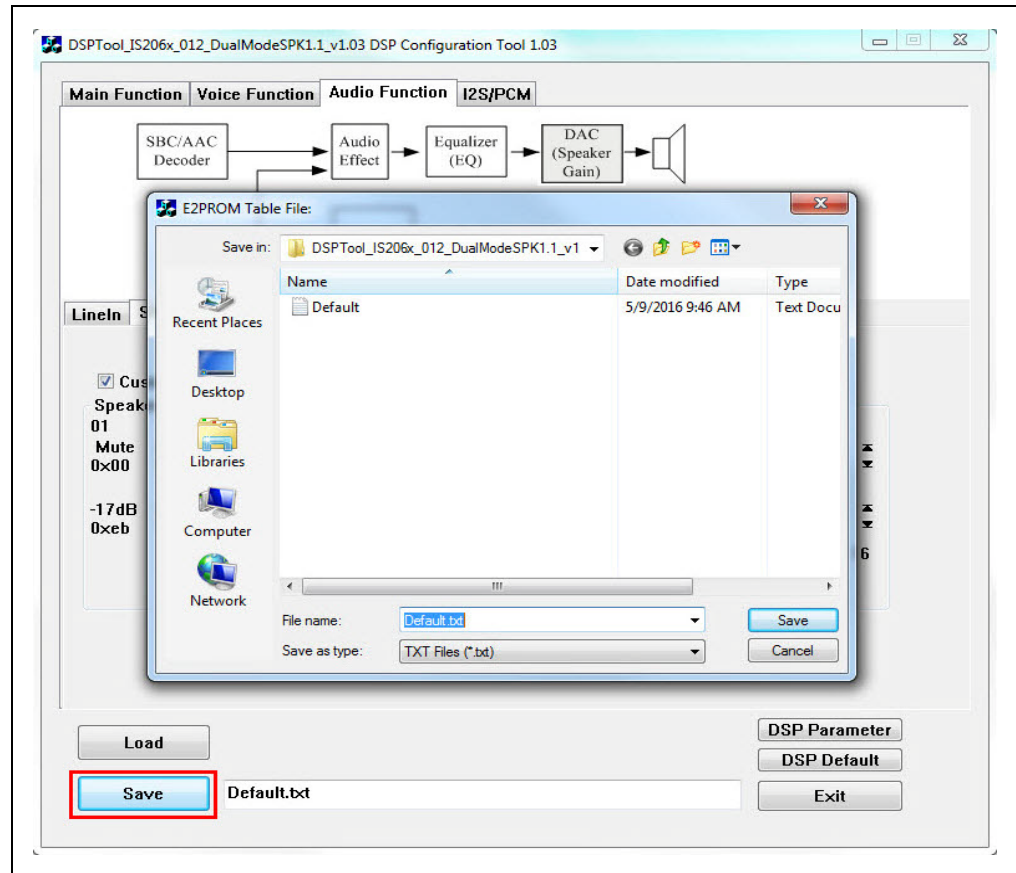 DSPTool_IS206x_012_DualModeSPK1.1_v1.03 DSP Configuration Tool 1.03
Main Function Voice Function Audio Function I2S/PCM
SBC/AAC
Decoder
Audio
Effect
Equalizer
(EQ)
DAC
(Speaker
Gain)
E2PROM Table File:
Save in: DSPTool_IS206x_012_DualModeSPK1.1_v1
Name Date modified Type
Default 5/9/2016 9:46 AM Text Docu
Recent Places
Desktop
Libraries
Computer
Network
File name: Default.txt Save
Save as type: TXT Files (*.txt) Cancel
LineIn S
Cus
Speak
01
Mute
0x00
-17dB
0xeb
6
Load
DSP Parameter
DSP Default
Save Default.txt Exit